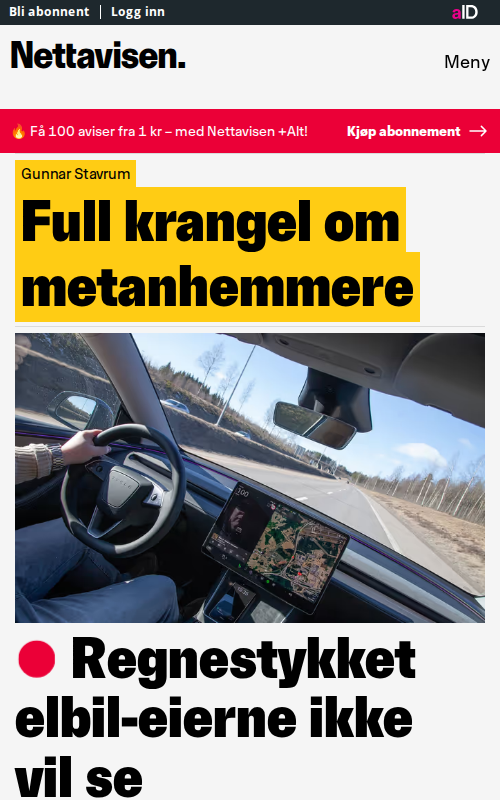 Bli abonnent | Logg inn
aID
Nettavisen.
Meny
🔥 Få 100 aviser fra 1 kr – med Nettavisen +Alt!
Kjøp abonnement →
Gunnar Stavrum
Full krangel om
metanhemmere
100
Regnestykket
elbil-eierne ikke
vil se